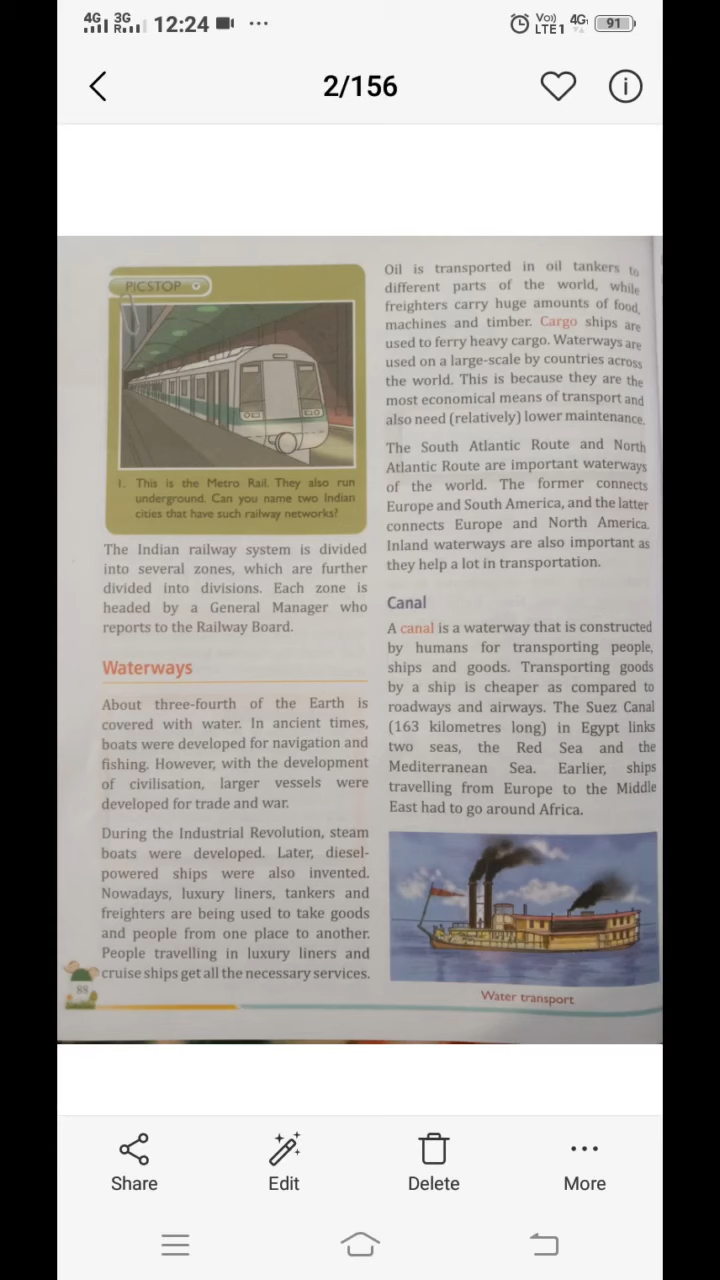 4G 3G R 12:24 ... Vo)) LTE1 4G 91
2/156
PICSTOP
1. This is the Metro Rail. They also run
underground. Can you name two Indian
cities that have such railway networks?
The Indian railway system is divided
into several zones, which are further
divided into divisions. Each zone is
headed by a General Manager who
reports to the Railway Board.
Waterways
About three-fourth of the Earth is
covered with water. In ancient times,
boats were developed for navigation and
fishing. However, with the development
of civilisation, larger vessels were
developed for trade and war.
During the Industrial Revolution, steam
boats were developed. Later, diesel-
powered ships were also invented.
Nowadays, luxury liners, tankers and
freighters are being used to take goods
and people from one place to another.
People travelling in luxury liners and
cruise ships get all the necessary services.
88
Oil is transported in oil tankers to
different parts of the world, while
freighters carry huge amounts of food,
machines and timber. Cargo ships are
used to ferry heavy cargo. Waterways are
used on a large-scale by countries across
the world. This is because they are the
most economical means of transport and
also need (relatively) lower maintenance.
The South Atlantic Route and North
Atlantic Route are important waterways
of the world. The former connects
Europe and South America, and the latter
connects Europe and North America.
Inland waterways are also important as
they help a lot in transportation.
Canal
A canal is a waterway that is constructed
by humans for transporting people,
ships and goods. Transporting goods
by a ship is cheaper as compared to
roadways and airways. The Suez Canal
(163 kilometres long) in Egypt links
two seas, the Red Sea and the
Mediterranean Sea. Earlier, ships
travelling from Europe to the Middle
East had to go around Africa.
Water transport
Share Edit Delete More